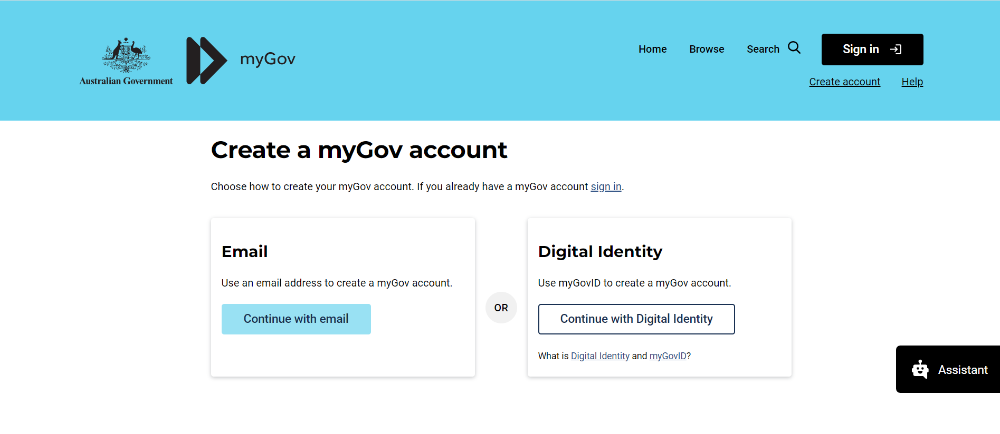 Australian Government
myGov
Home
Browse
Search
Sign in
Create account
Help
Create a myGov account
Choose how to create your myGov account. If you already have a myGov account sign in.
Email
Use an email address to create a myGov account.
Continue with email
OR
Digital Identity
Use myGovID to create a myGov account.
Continue with Digital Identity
What is Digital Identity and myGovID?
Assistant